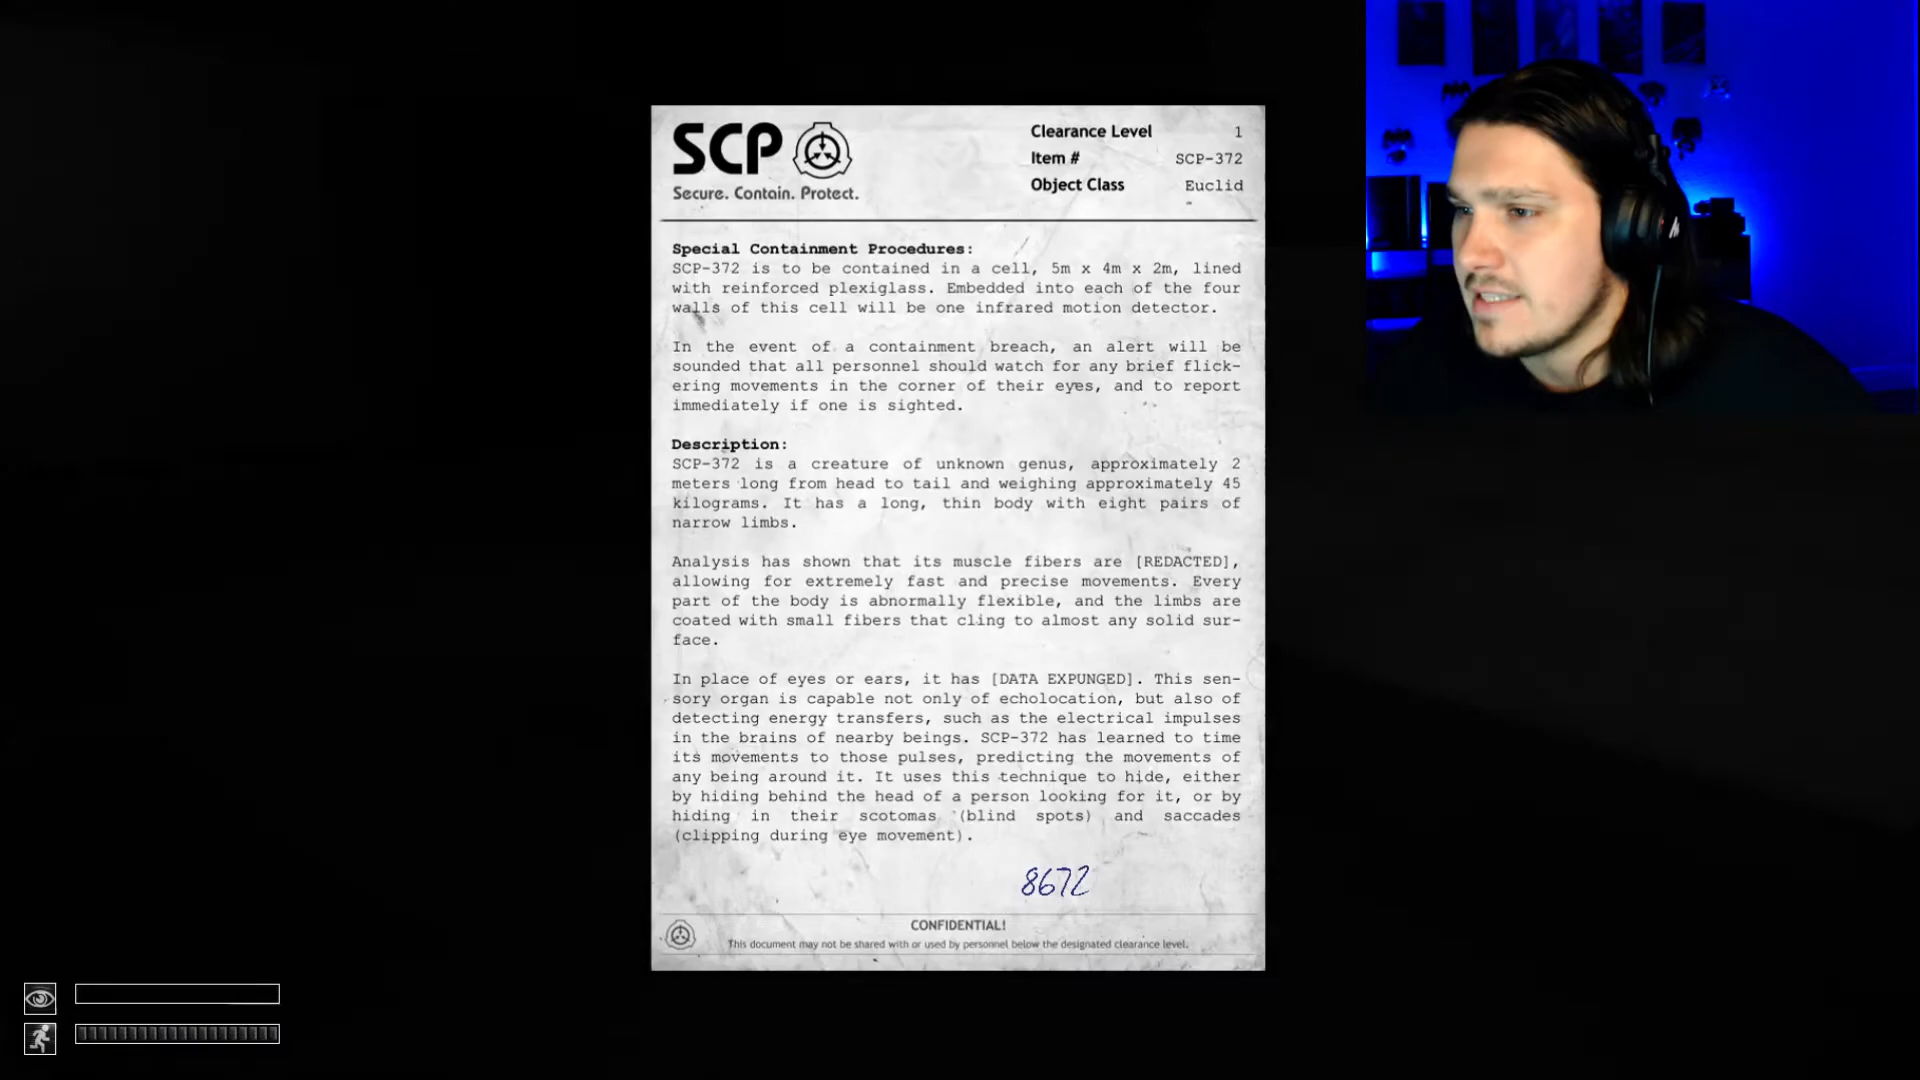 SCP
Secure. Contain. Protect.
Clearance Level 1
Item # SCP-372
Object Class Euclid
Special Containment Procedures:
SCP-372 is to be contained in a cell, 5m x 4m x 2m, lined
with reinforced plexiglass. Embedded into each of the four
walls of this cell will be one infrared motion detector.
In the event of a containment breach, an alert will be
sounded that all personnel should watch for any brief flick-
ering movements in the corner of their eyes, and to report
immediately if one is sighted.
Description:
SCP-372 is a creature of unknown genus, approximately 2
meters long from head to tail and weighing approximately 45
kilograms. It has a long, thin body with eight pairs of
narrow limbs.
Analysis has shown that its muscle fibers are [REDACTED],
allowing for extremely fast and precise movements. Every
part of the body is abnormally flexible, and the limbs are
coated with small fibers that cling to almost any solid sur-
face.
In place of eyes or ears, it has [DATA EXPUNGED]. This sen-
sory organ is capable not only of echolocation, but also of
detecting energy transfers, such as the electrical impulses
in the brains of nearby beings. SCP-372 has learned to time
its movements to those pulses, predicting the movements of
any being around it. It uses this technique to hide, either
by hiding behind the head of a person looking for it, or by
hiding in their scotomas (blind spots) and saccades
(clipping during eye movement).
8672
CONFIDENTIAL!
This document may not be shared with or used by personnel below the designated clearance level.